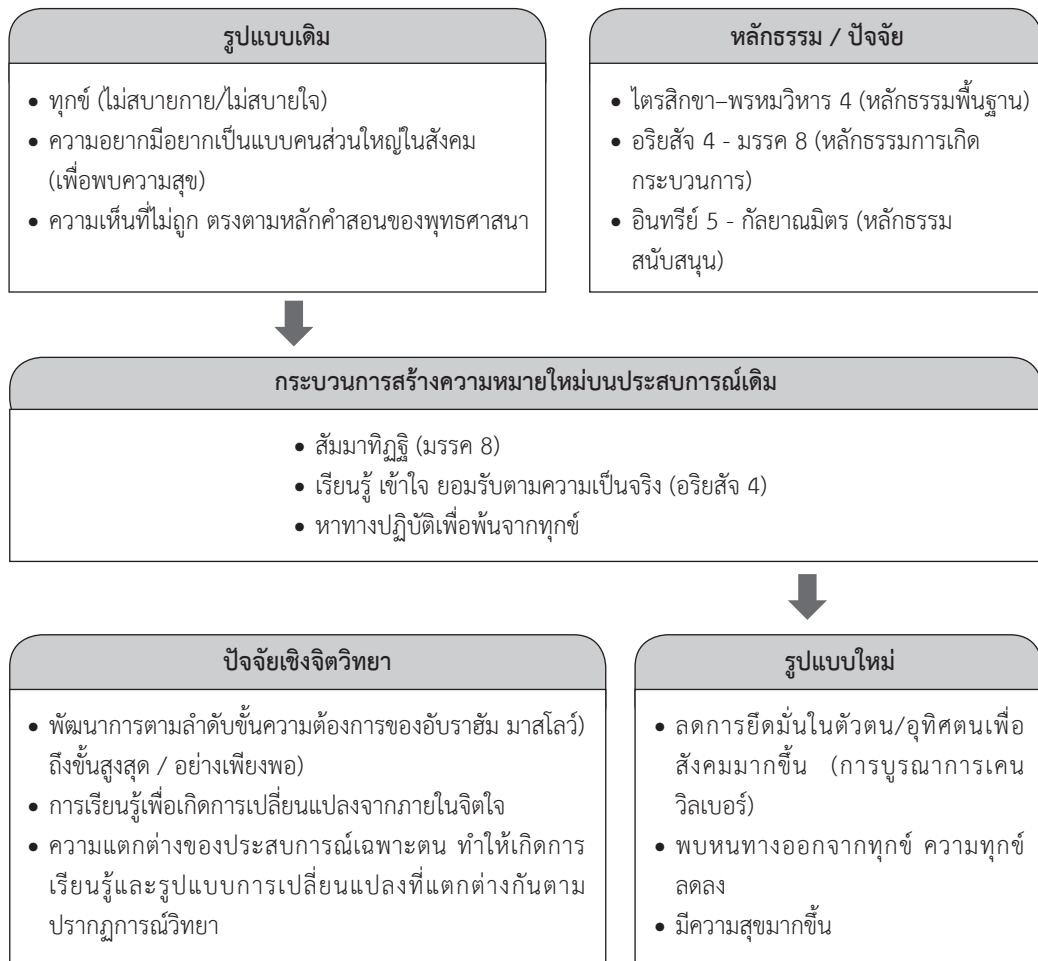 รูปแบบเดิม
• ทุกข์ (ไม่สบายกาย/ไม่สบายใจ)
• ความอยากมีอยากเป็นแบบคนส่วนใหญ่ในสังคม
(เพื่อพบความสุข)
• ความเห็นที่ไม่ถูก ตรงตามหลักคำสอนของพุทธศาสนา
หลักธรรม / ปัจจัย
• ไตรสิกขา–พรหมวิหาร 4 (หลักธรรมพื้นฐาน)
• อริยสัจ 4 - มรรค 8 (หลักธรรมการเกิด
กระบวนการ)
• อินทรีย์ 5 - กัลยาณมิตร (หลักธรรม
สนับสนุน)
กระบวนการสร้างความหมายใหม่บนประสบการณ์เดิม
• สัมมาทิฏฐิ (มรรค 8)
• เรียนรู้ เข้าใจ ยอมรับตามความเป็นจริง (อริยสัจ 4)
• หาทางปฏิบัติเพื่อพ้นจากทุกข์
ปัจจัยเชิงจิตวิทยา
• พัฒนาการตามลำดับขั้นความต้องการของอับราฮัม มาสโลว์)
ถึงขั้นสูงสุด / อย่างเพียงพอ)
• การเรียนรู้เพื่อเกิดการเปลี่ยนแปลงจากภายในจิตใจ
• ความแตกต่างของประสบการณ์เฉพาะตน ทำให้เกิดการ
เรียนรู้และรูปแบบการเปลี่ยนแปลงที่แตกต่างกันตาม
ปรากฏการณ์วิทยา
รูปแบบใหม่
• ลดการยึดมั่นในตัวตน/อุทิศตนเพื่อ
สังคมมากขึ้น (การบูรณาการเคน
วิลเบอร์)
• พบหนทางออกจากทุกข์ ความทุกข์
ลดลง
• มีความสุขมากขึ้น